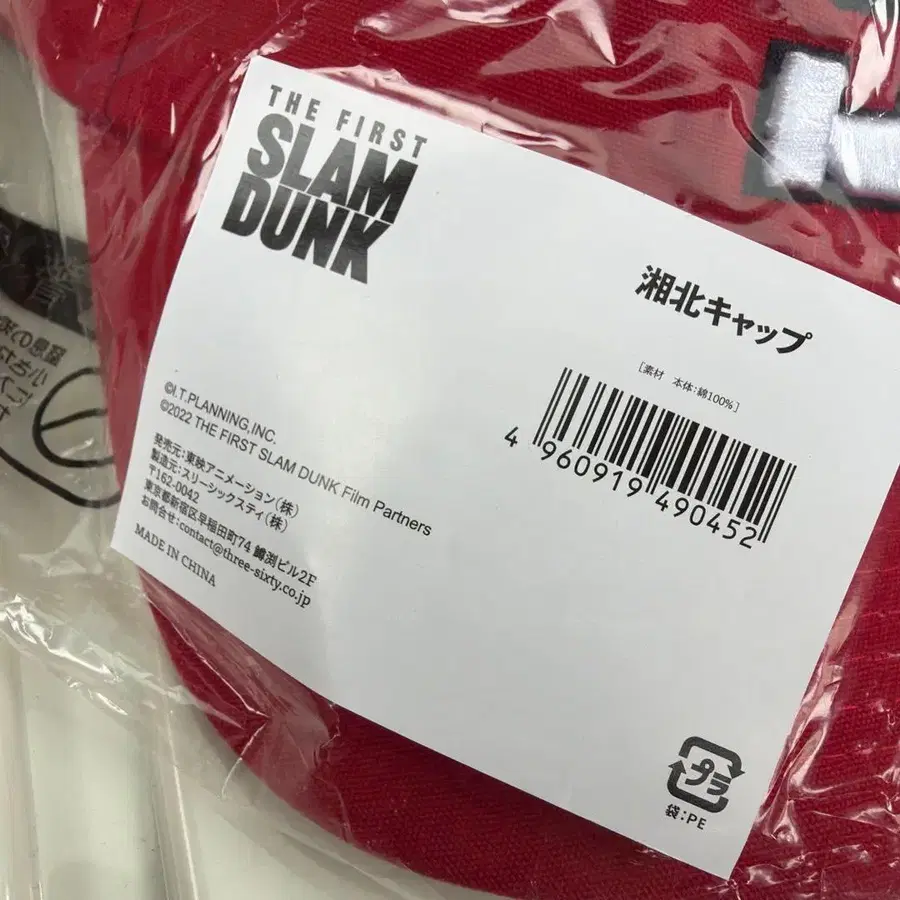 THE FIRST
SLAM
DUNK
湘北キャップ
[素材 本体:綿100%]
4 960919 490452
©I.T.PLANNING,INC.
©2022 THE FIRST SLAM DUNK Film Partners
発売元:東映アニメーション(株)
製造元:スリーシックスティ(株)
〒162-0042
東京都新宿区早稲田町74 鱒渕ビル2F
お問合せ:contact@three-sixty.co.jp
MADE IN CHINA
プラ
袋:PE